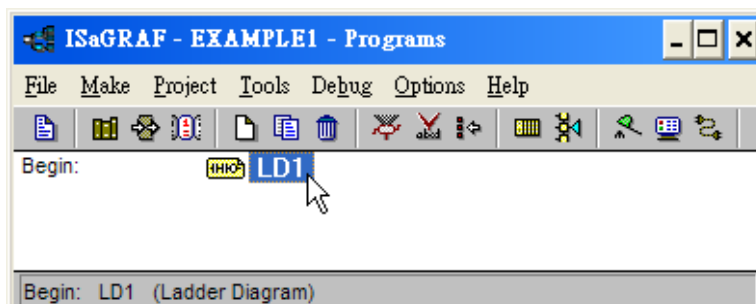 ISaGRAF - EXAMPLE1 - Programs
File Make Project Tools Debug Options Help
Begin: LD1
Begin: LD1 (Ladder Diagram)